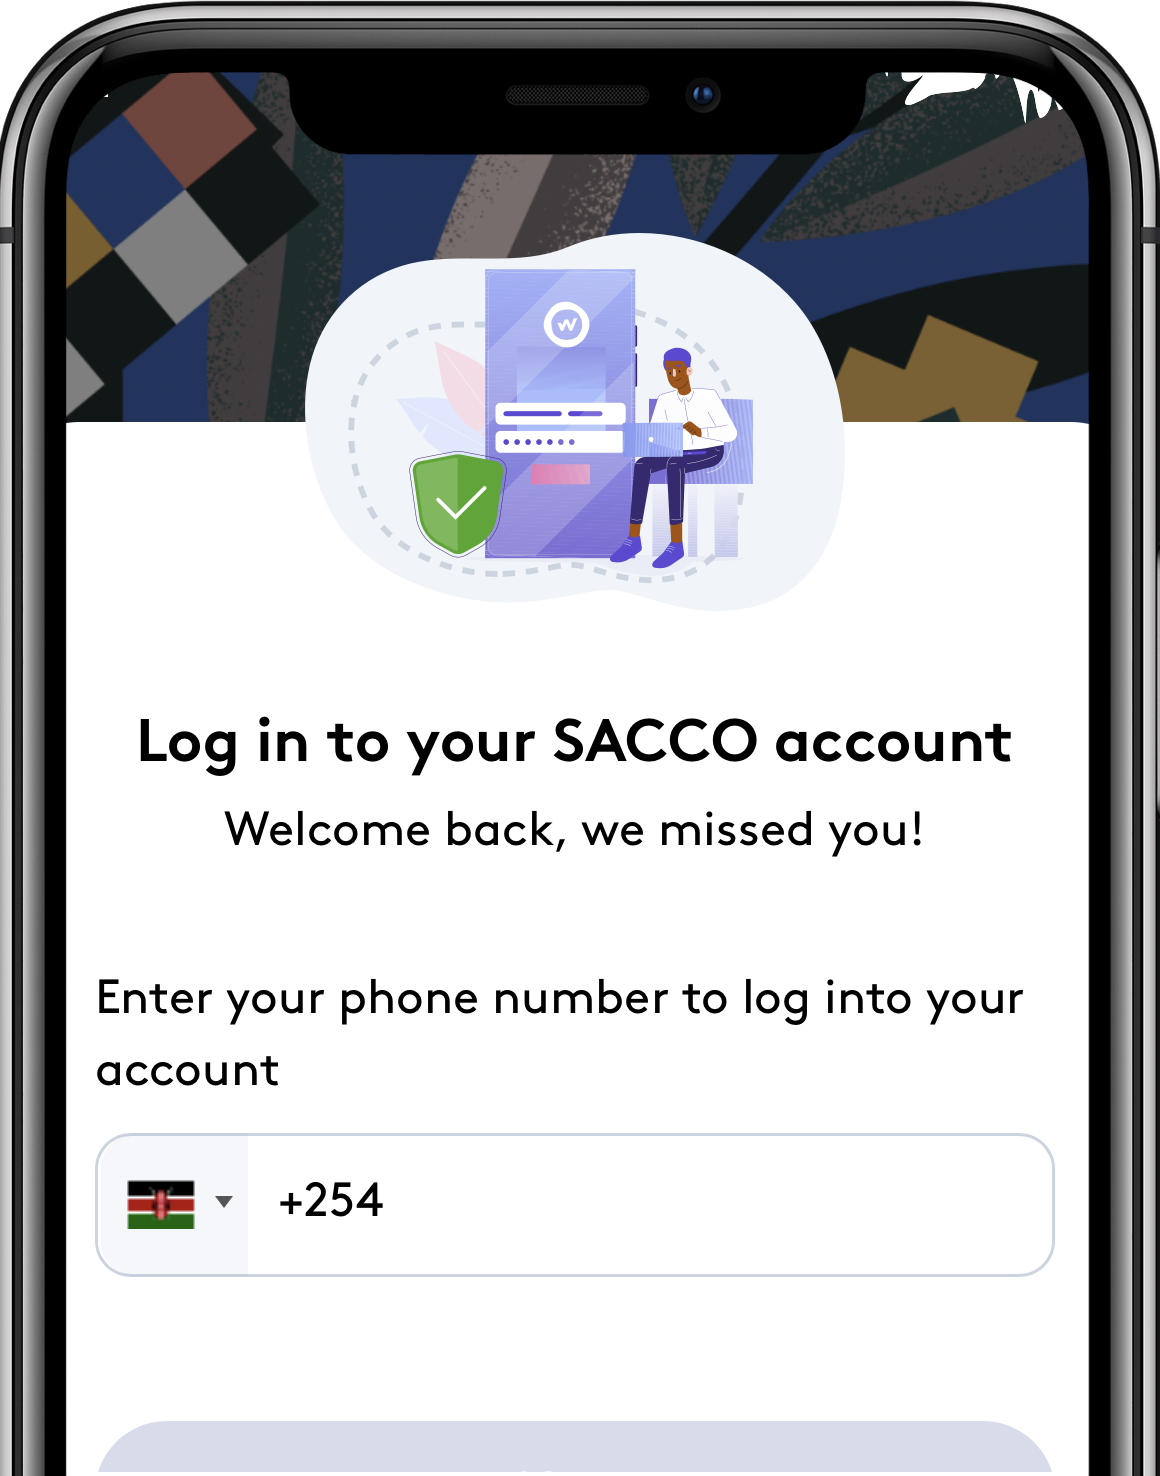 Log in to your SACCO account
Welcome back, we missed you!
Enter your phone number to log into your
account
+254